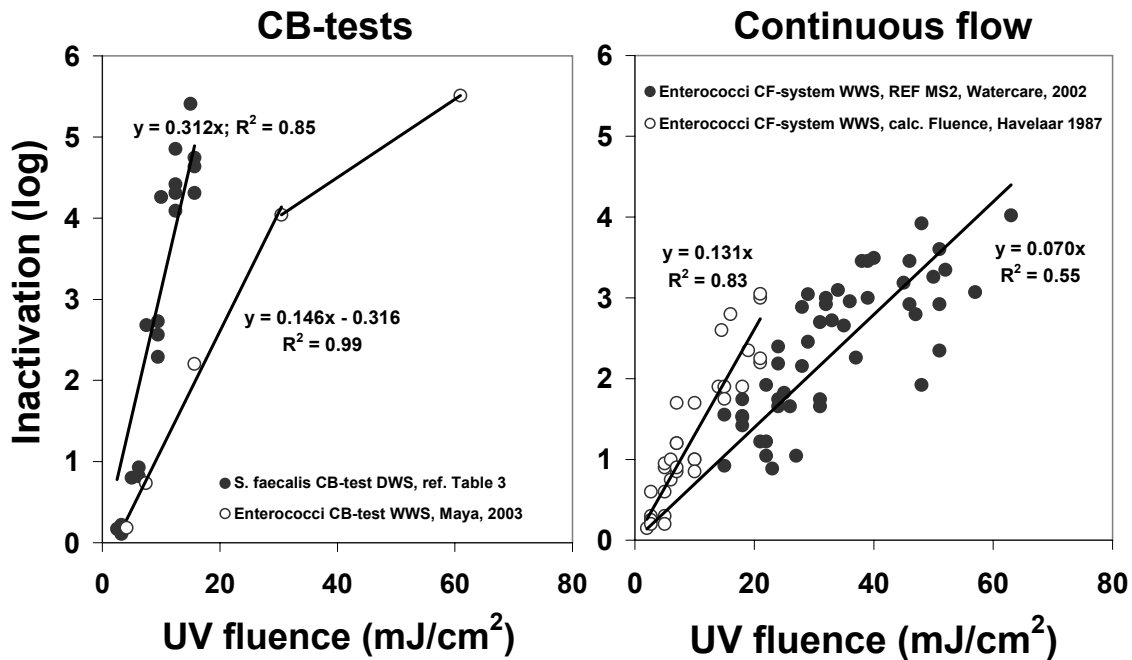 CB-tests
Inactivation (log)
6
5
4
3
2
1
0
y = 0.312x; R² = 0.85
y = 0.146x - 0.316
R² = 0.99
S. faecalis CB-test DWS, ref. Table 3
Enterococci CB-test WWS, Maya, 2003
0 20 40 60 80
UV fluence (mJ/cm²)
Continuous flow
6
5
4
3
2
1
0
Enterococci CF-system WWS, REF MS2, Watercare, 2002
Enterococci CF-system WWS, calc. Fluence, Havelaar 1987
y = 0.131x
R² = 0.83
y = 0.070x
R² = 0.55
0 20 40 60 80
UV fluence (mJ/cm²)